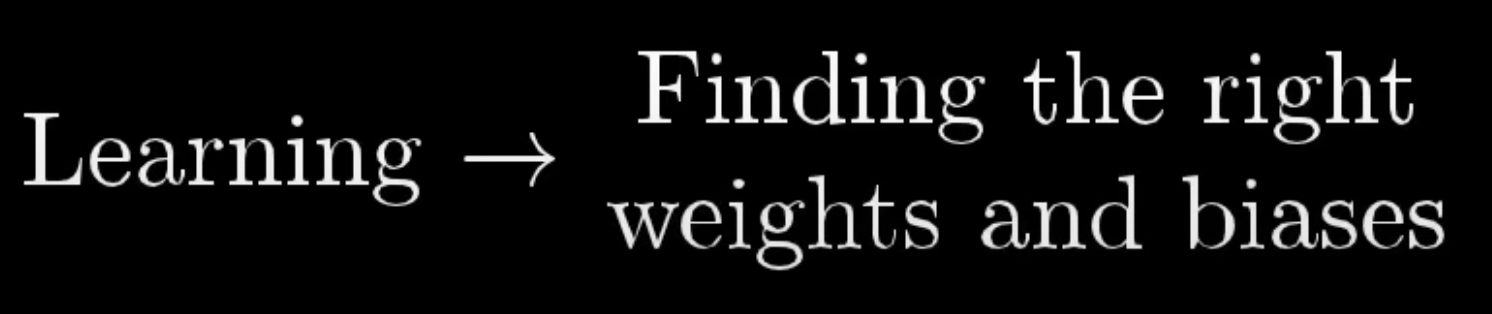 Learning → Finding the right
weights and biases